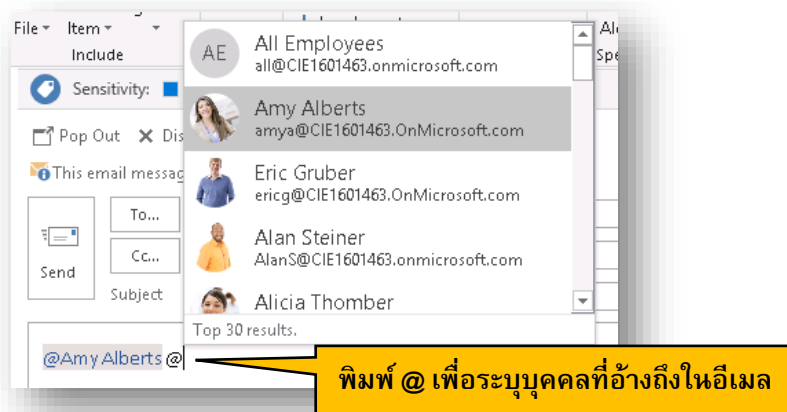 File Item
Include
Sensitivity:
Pop Out Dis
This email messag
To...
Cc...
Send
Subject
AE
All Employees
all@CIE1601463.onmicrosoft.com
Amy Alberts
amya@CIE1601463.OnMicrosoft.com
Eric Gruber
ericg@CIE1601463.OnMicrosoft.com
Alan Steiner
AlanS@CIE1601463.onmicrosoft.com
Alicia Thomber
Top 30 results.
@Amy Alberts @
พิมพ์ @ เพื่อระบุบุคคลที่อ้างถึงในอีเมล